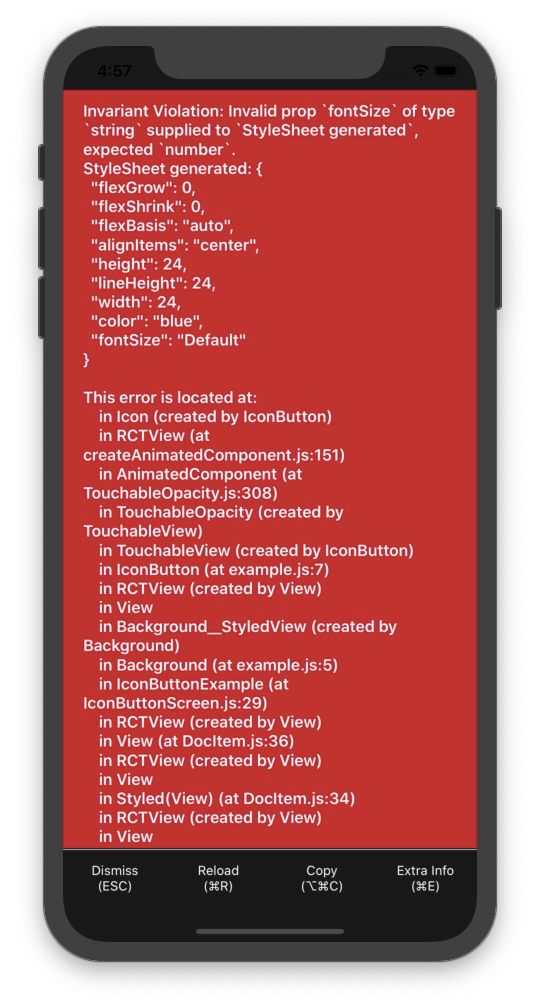 4:57
Invariant Violation: Invalid prop `fontSize` of type
`string` supplied to `StyleSheet generated`,
expected `number`.
StyleSheet generated: {
  "flexGrow": 0,
  "flexShrink": 0,
  "flexBasis": "auto",
  "alignItems": "center",
  "height": 24,
  "lineHeight": 24,
  "width": 24,
  "color": "blue",
  "fontSize": "Default"
}
This error is located at:
    in Icon (created by IconButton)
    in RCTView (at
createAnimatedComponent.js:151)
    in AnimatedComponent (at
TouchableOpacity.js:308)
    in TouchableOpacity (created by
TouchableView)
    in TouchableView (created by IconButton)
    in IconButton (at example.js:7)
    in RCTView (created by View)
    in View
    in Background__StyledView (created by
Background)
    in Background (at example.js:5)
    in IconButtonExample (at
IconButtonScreen.js:29)
    in RCTView (created by View)
    in View (at DocItem.js:36)
    in RCTView (created by View)
    in View
    in Styled(View) (at DocItem.js:34)
    in RCTView (created by View)
    in View
Dismiss Reload Copy Extra Info
(ESC) (⌘R) (⌥⌘C) (⌘E)